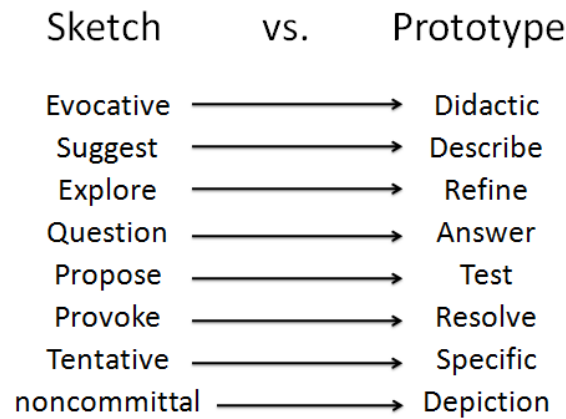 Sketch vs. Prototype
Evocative Didactic
Suggest Describe
Explore Refine
Question Answer
Propose Test
Provoke Resolve
Tentative Specific
noncommittal Depiction